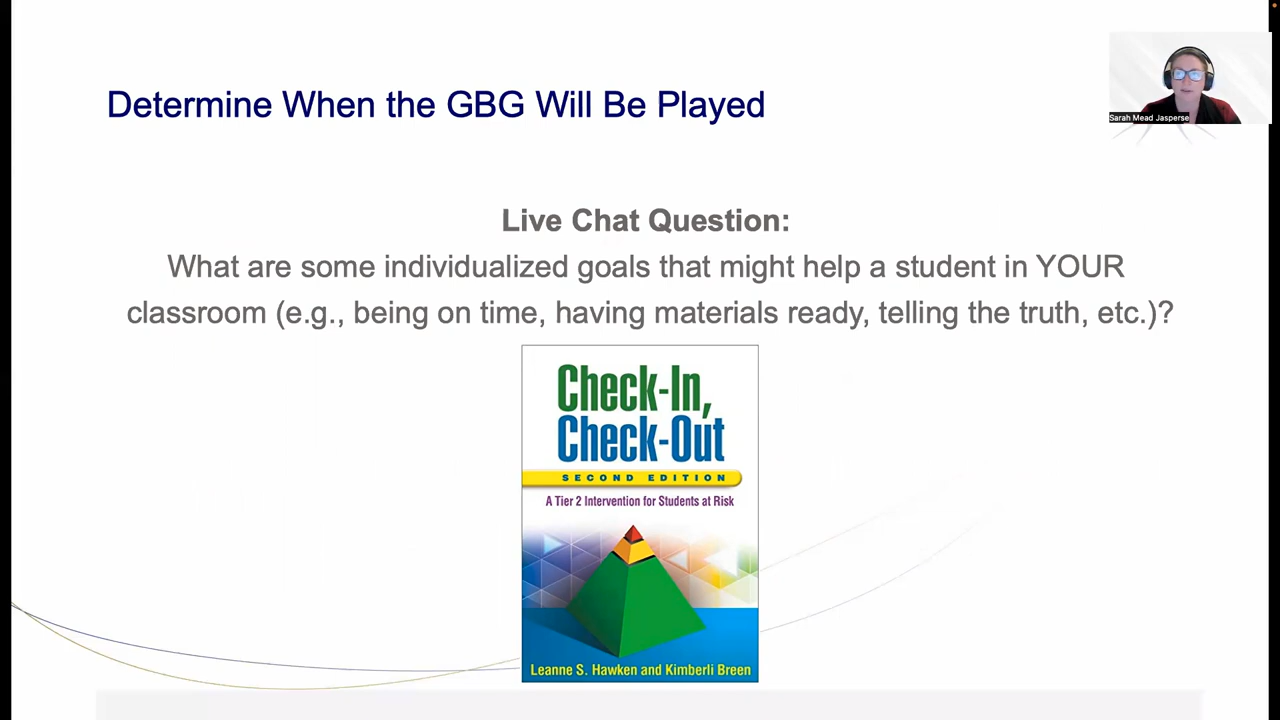 Determine When the GBG Will Be Played
Sarah Mead Jasperse
Live Chat Question:
What are some individualized goals that might help a student in YOUR
classroom (e.g., being on time, having materials ready, telling the truth, etc.)?
Check-In,
Check-Out
SECOND EDITION
A Tier 2 Intervention for Students at Risk
Leanne S. Hawken and Kimberli Breen